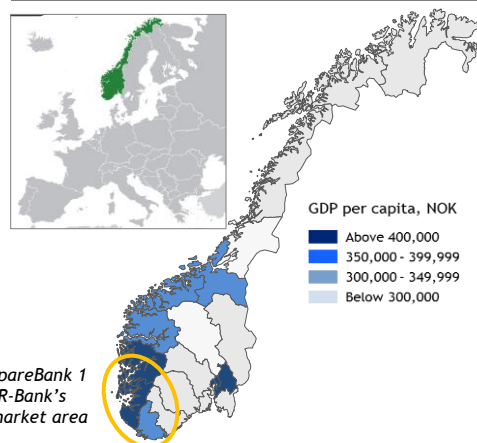 GDP per capita, NOK
Above 400,000
350,000 - 399,999
300,000 - 349,999
Below 300,000
pareBank 1
R-Bank's
market area